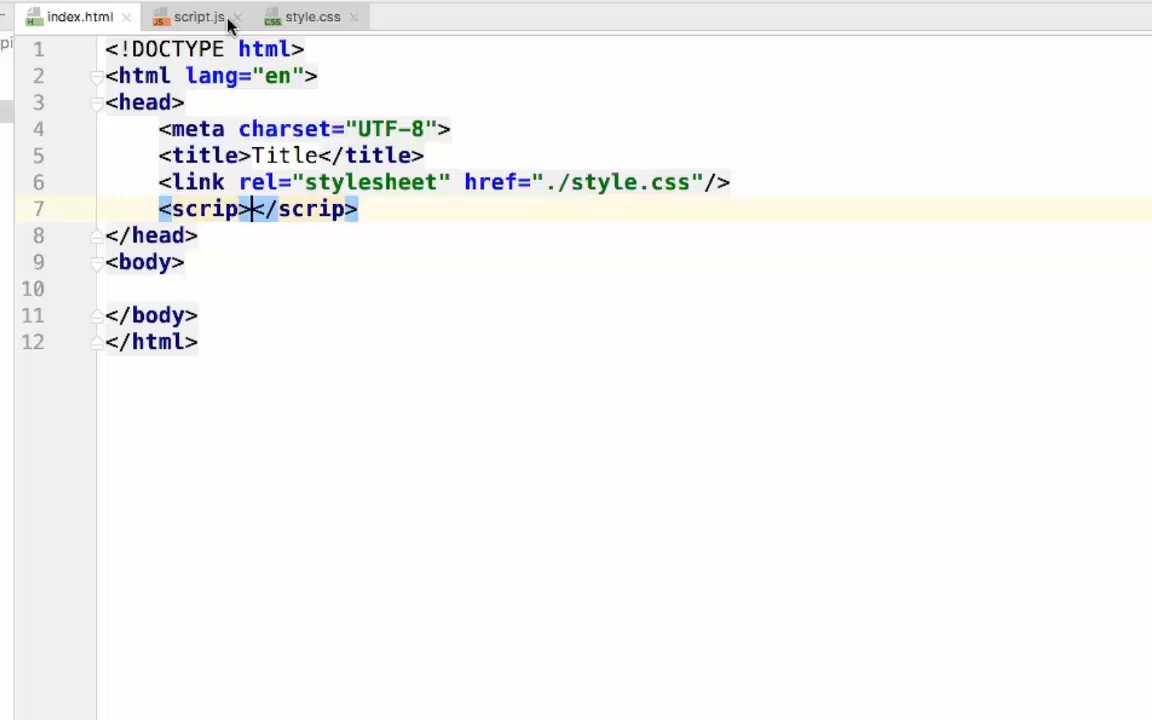 index.html script.js style.css
pi
1 <!DOCTYPE html>
2 <html lang="en">
3 <head>
4 <meta charset="UTF-8">
5 <title>Title</title>
6 <link rel="stylesheet" href="./style.css"/>
7 <scrip></scrip>
8 </head>
9 <body>
10
11 </body>
12 </html>